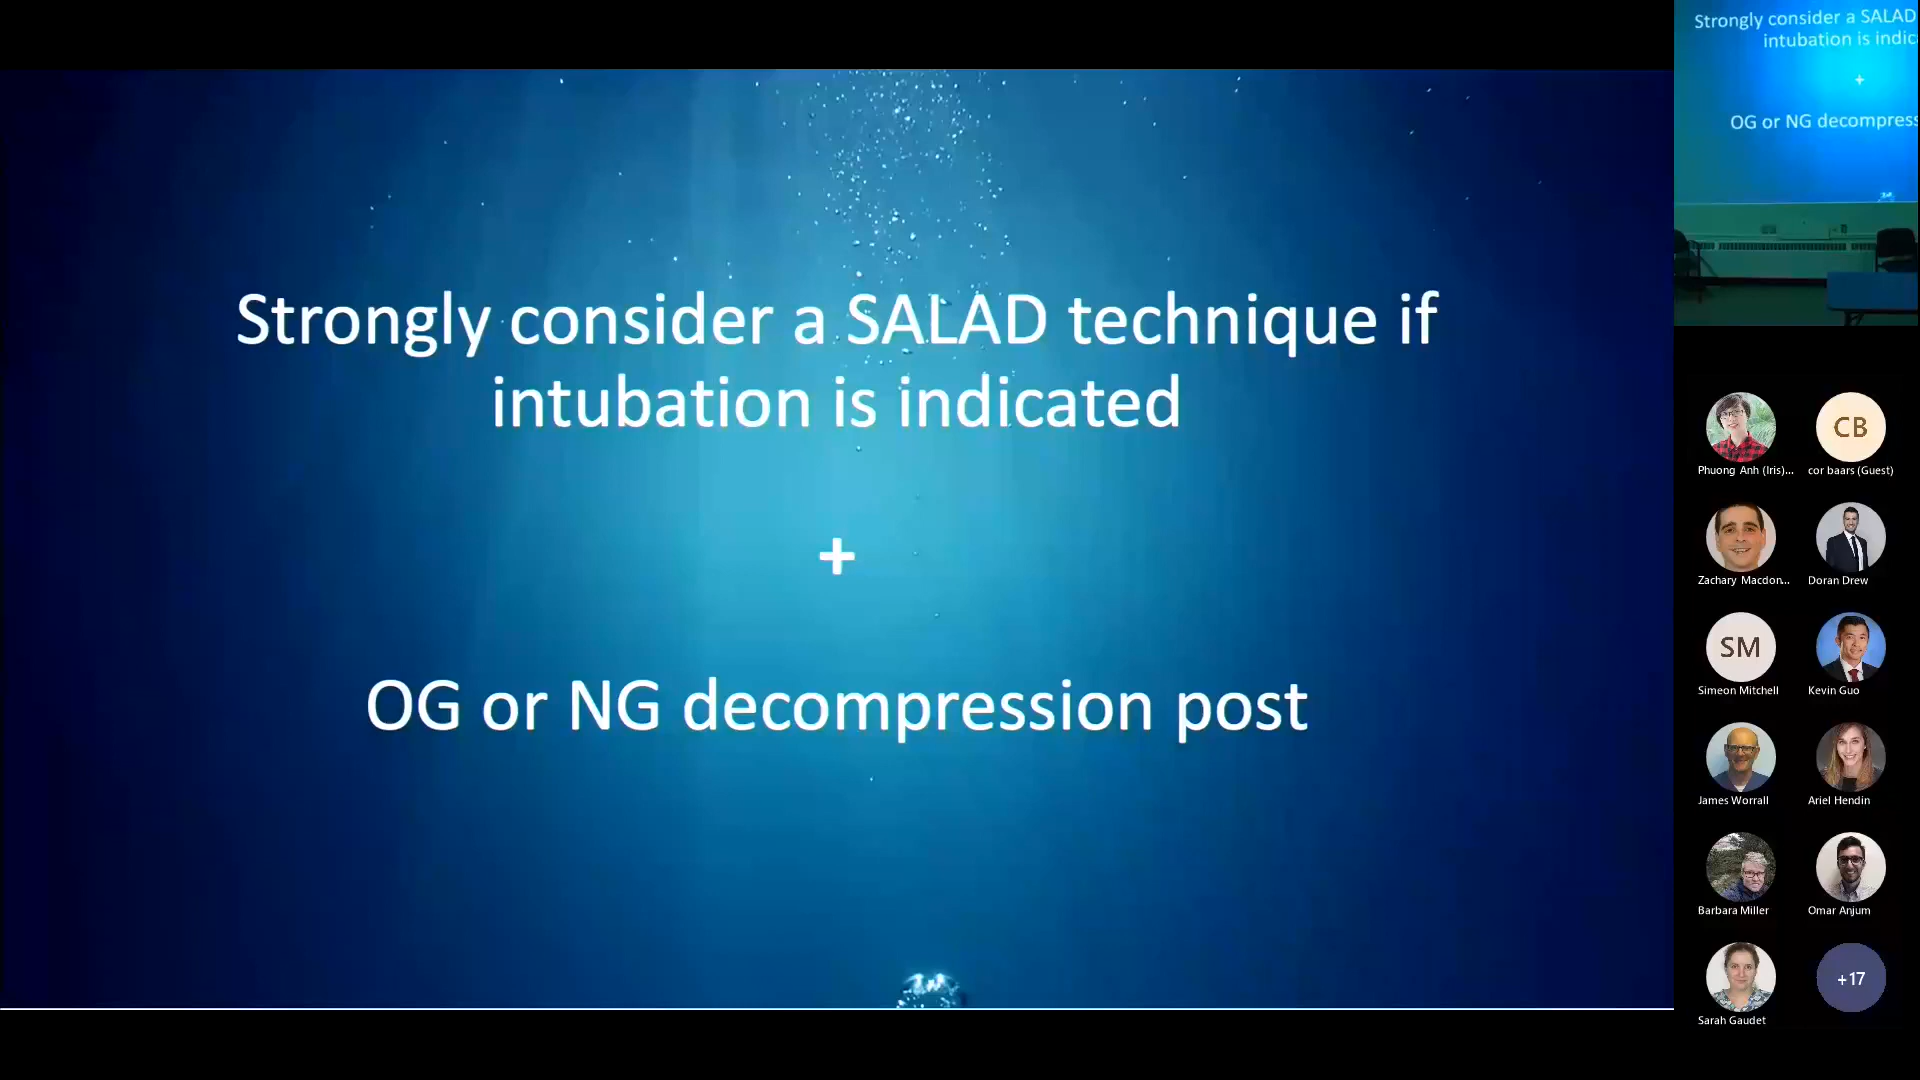 Strongly consider a SALAD technique if
intubation is indicated
+
OG or NG decompression post
Strongly consider a SALAD
intubation is indic
+
OG or NG decompress
Phuong Anh (Iris)...
CB
cor baars (Guest)
Zachary Macdon...
Doran Drew
SM
Simeon Mitchell
Kevin Guo
James Worrall
Ariel Hendin
Barbara Miller
Omar Anjum
Sarah Gaudet
+17